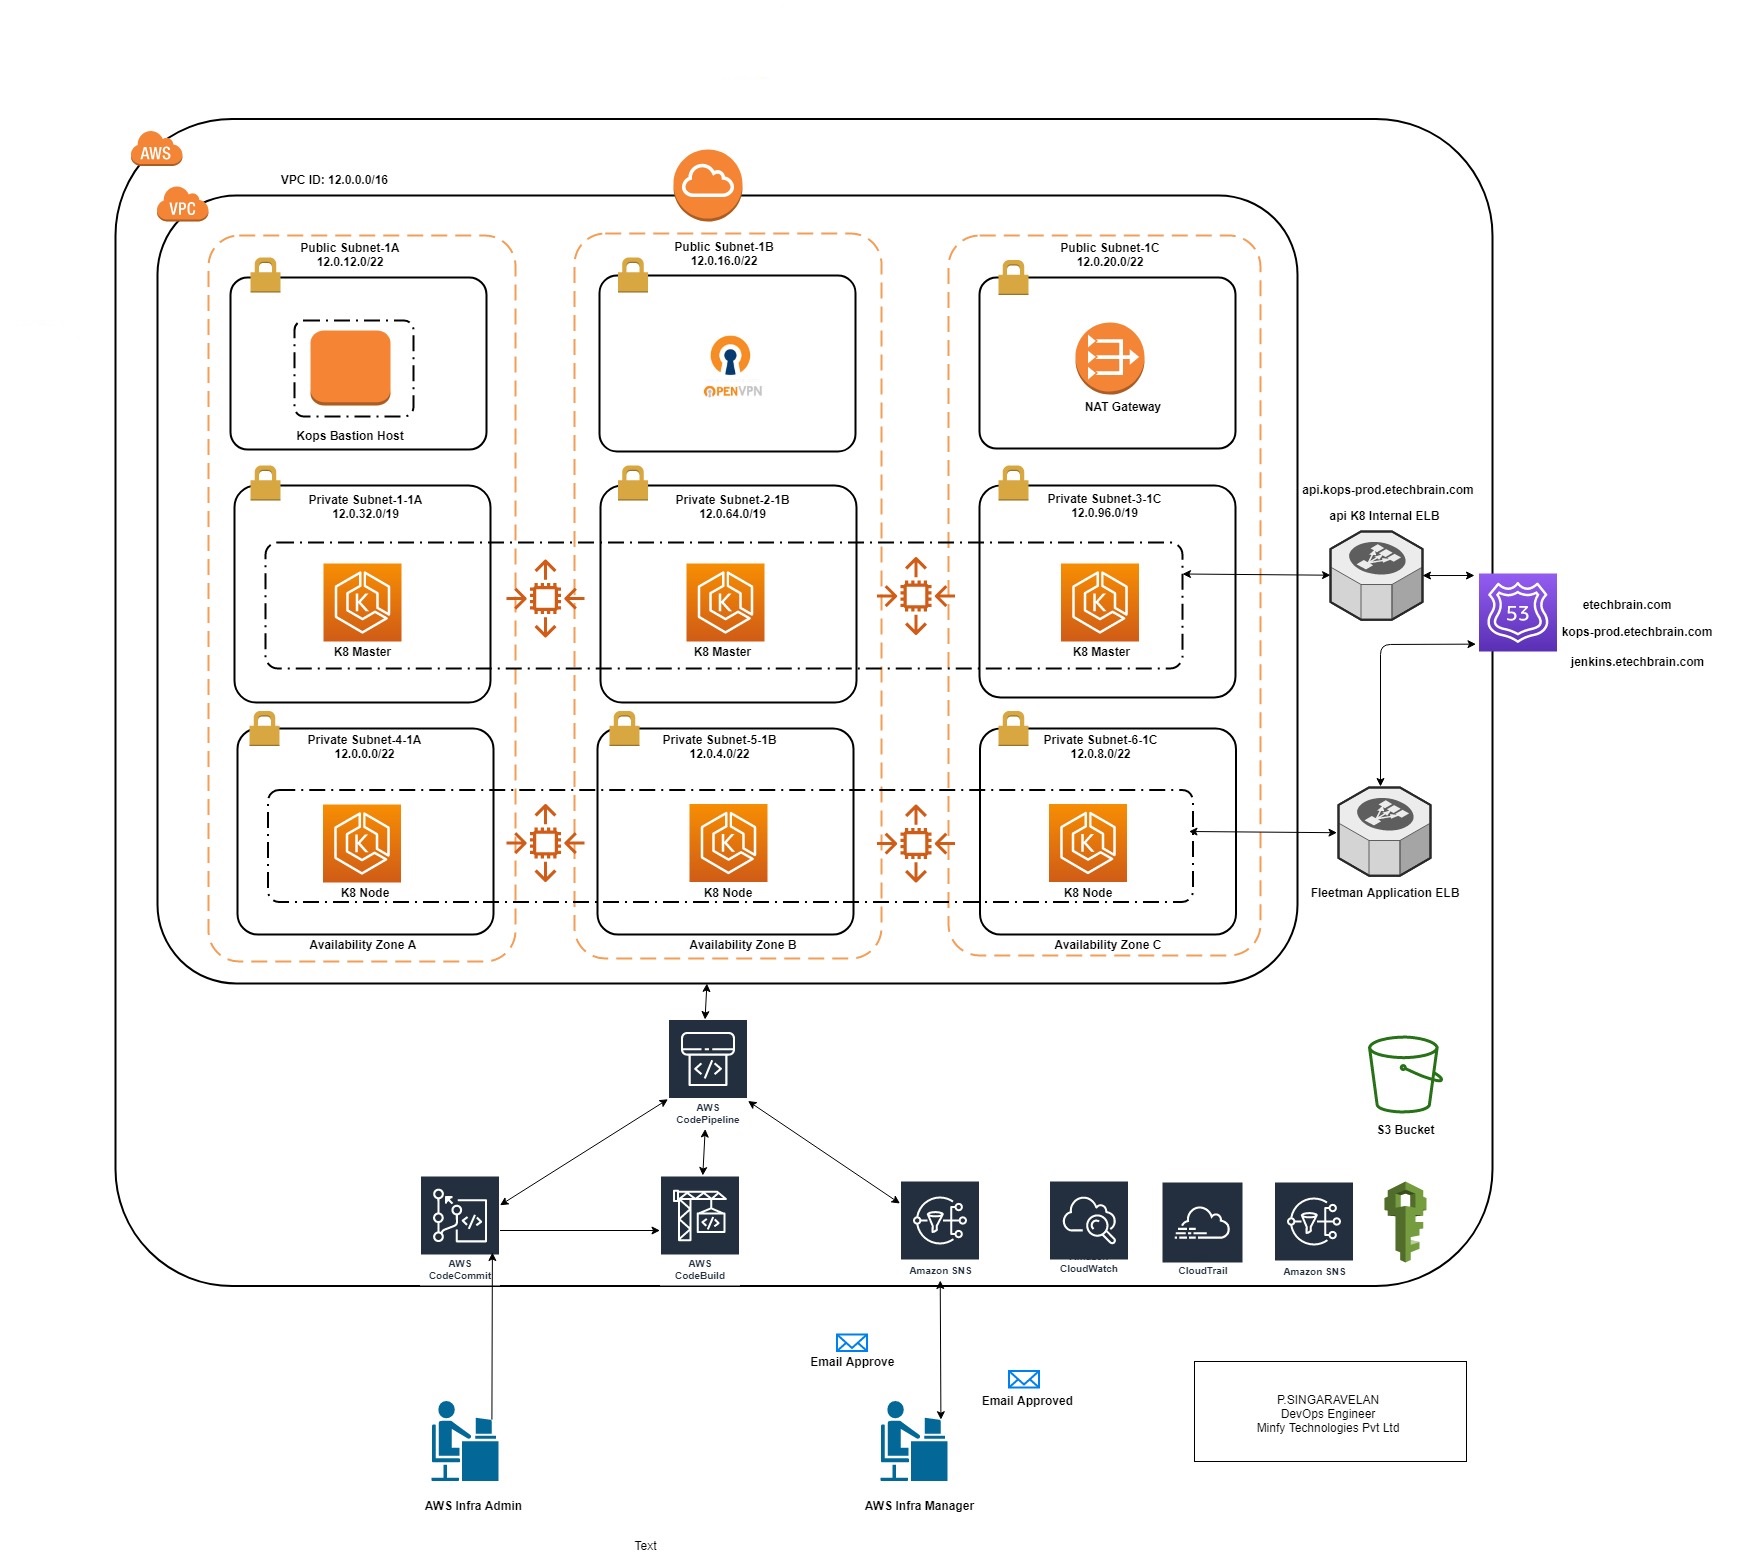 AWS
VPC ID: 12.0.0.0/16
VPC
Public Subnet-1A
12.0.12.0/22
Public Subnet-1B
12.0.16.0/22
Public Subnet-1C
12.0.20.0/22
OPENVPN
NAT Gateway
Kops Bastion Host
Private Subnet-1-1A
12.0.32.0/19
Private Subnet-2-1B
12.0.64.0/19
Private Subnet-3-1C
12.0.96.0/19
api.kops-prod.etechbrain.com
api K8 Internal ELB
K
K8 Master
K
K8 Master
K
K8 Master
53
etechbrain.com
kops-prod.etechbrain.com
jenkins.etechbrain.com
Private Subnet-4-1A
12.0.0.0/22
Private Subnet-5-1B
12.0.4.0/22
Private Subnet-6-1C
12.0.8.0/22
K
K8 Node
K
K8 Node
K
K8 Node
Fleetman Application ELB
Availability Zone A
Availability Zone B
Availability Zone C
AWS
CodePipeline
S3 Bucket
AWS
CodeCommit
AWS
CodeBuild
Amazon SNS
CloudWatch
CloudTrail
Amazon SNS
Email Approve
Email Approved
P.SINGARAVELAN
DevOps Engineer
Minfy Technologies Pvt Ltd
AWS Infra Admin
AWS Infra Manager
Text